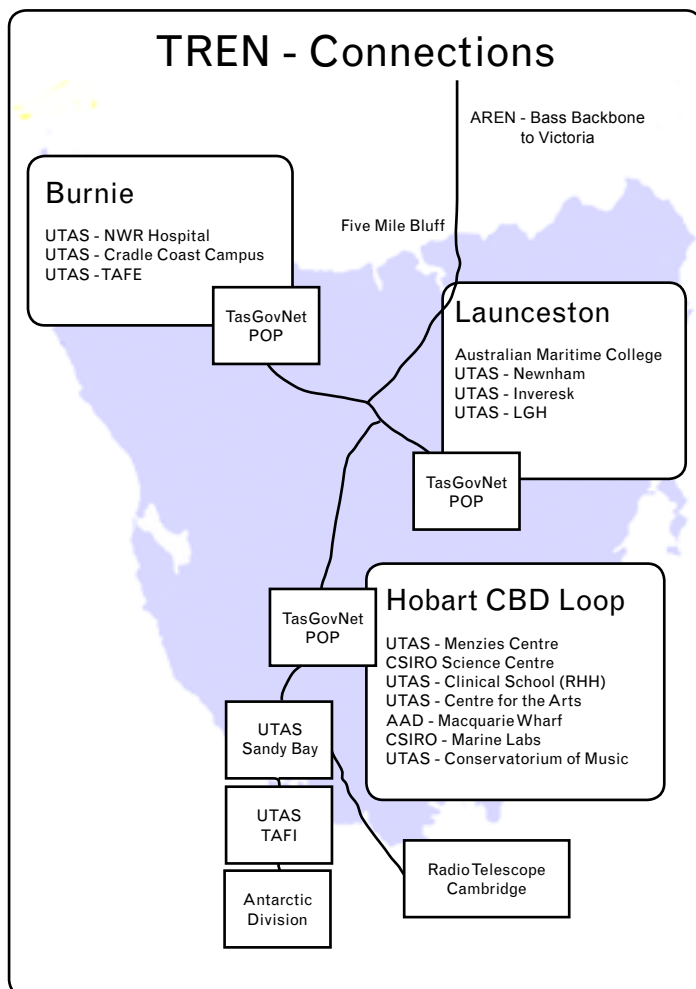 TREN - Connections
AREN - Bass Backbone
to Victoria
Burnie
UTAS - NWR Hospital
UTAS - Cradle Coast Campus
UTAS - TAFE
TasGovNet
POP
Five Mile Bluff
Launceston
Australian Maritime College
UTAS - Newnham
UTAS - Inveresk
UTAS - LGH
TasGovNet
POP
TasGovNet
POP
Hobart CBD Loop
UTAS - Menzies Centre
CSIRO Science Centre
UTAS - Clinical School (RHH)
UTAS - Centre for the Arts
AAD - Macquarie Wharf
CSIRO - Marine Labs
UTAS - Conservatorium of Music
UTAS
Sandy Bay
UTAS
TAFI
Antarctic
Division
Radio Telescope
Cambridge